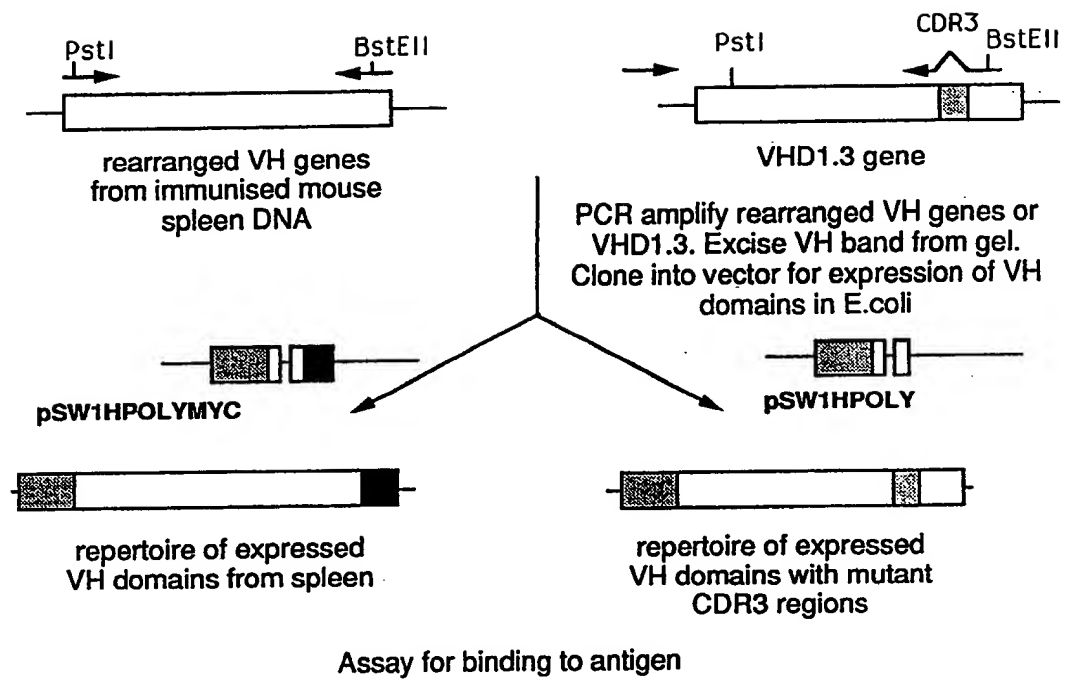 PstI
BstEII
rearranged VH genes
from immunised mouse
spleen DNA
PstI
CDR3
BstEII
VHD1.3 gene
PCR amplify rearranged VH genes or
VHD1.3. Excise VH band from gel.
Clone into vector for expression of VH
domains in E.coli
pSW1HPOLYMYC
pSW1HPOLY
repertoire of expressed
VH domains from spleen
repertoire of expressed
VH domains with mutant
CDR3 regions
Assay for binding to antigen